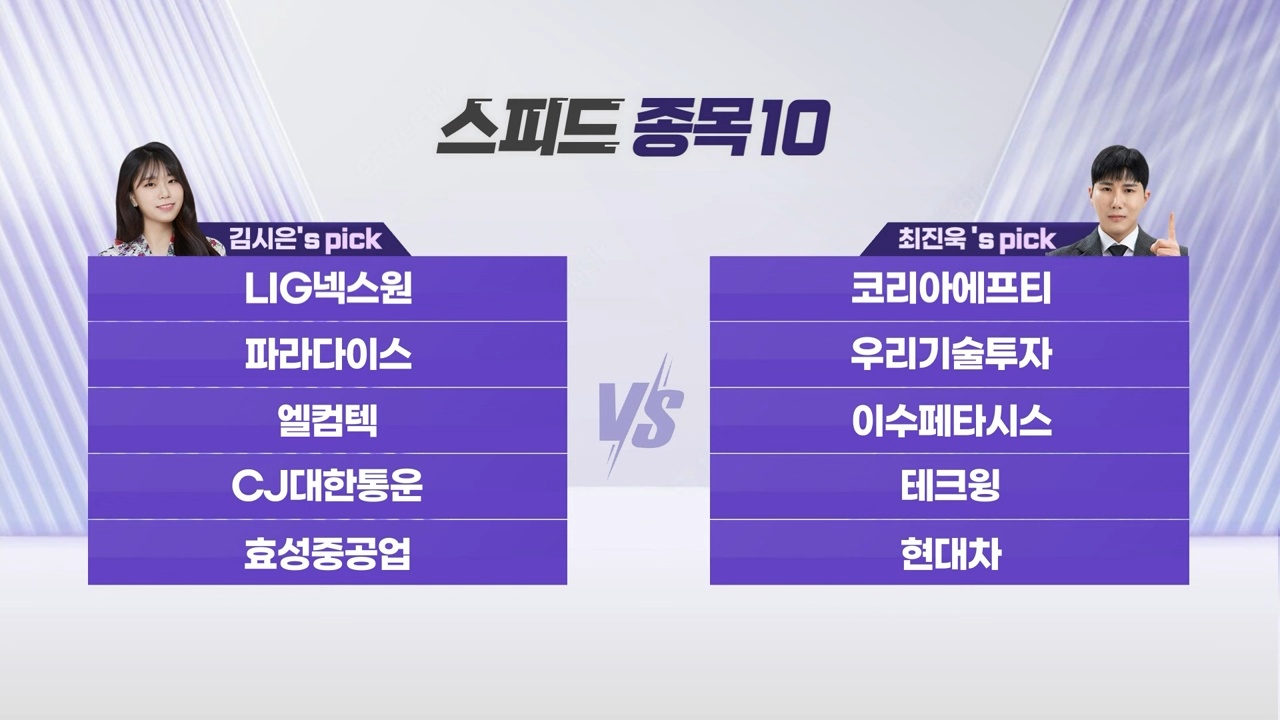 스피드 종목10
김시은's pick
LIG넥스원
파라다이스
엘컴텍
CJ대한통운
효성중공업
VS
최진욱 's pick
코리아에프티
우리기술투자
이수페타시스
테크윙
현대차